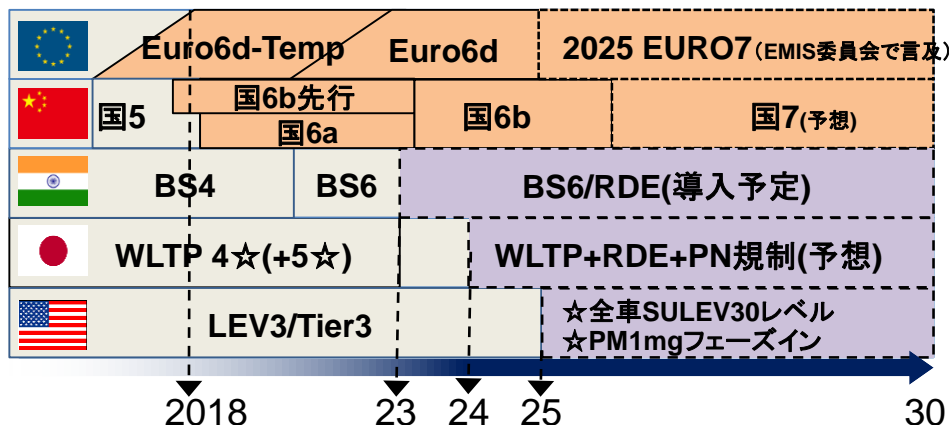 Euro6d-Temp
Euro6d
2025 EURO7(EMIS委員会で言及)
国5
国6b先行
国6a
国6b
国7(予想)
BS4
BS6
BS6/RDE(導入予定)
WLTP 4☆(+5☆)
WLTP+RDE+PN規制(予想)
LEV3/Tier3
☆全車SULEV30レベル
☆PM1mgフェーズイン
2018
23
24
25
30